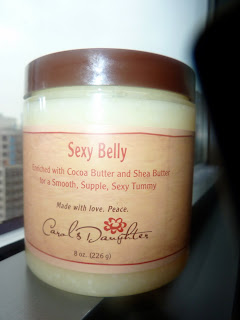 Sexy Belly
Enriched with Cocoa Butter and Shea Butter
for a Smooth, Supple, Sexy Tummy
Made with love. Peace.
Carol's Daughter
8 oz. (226 g)